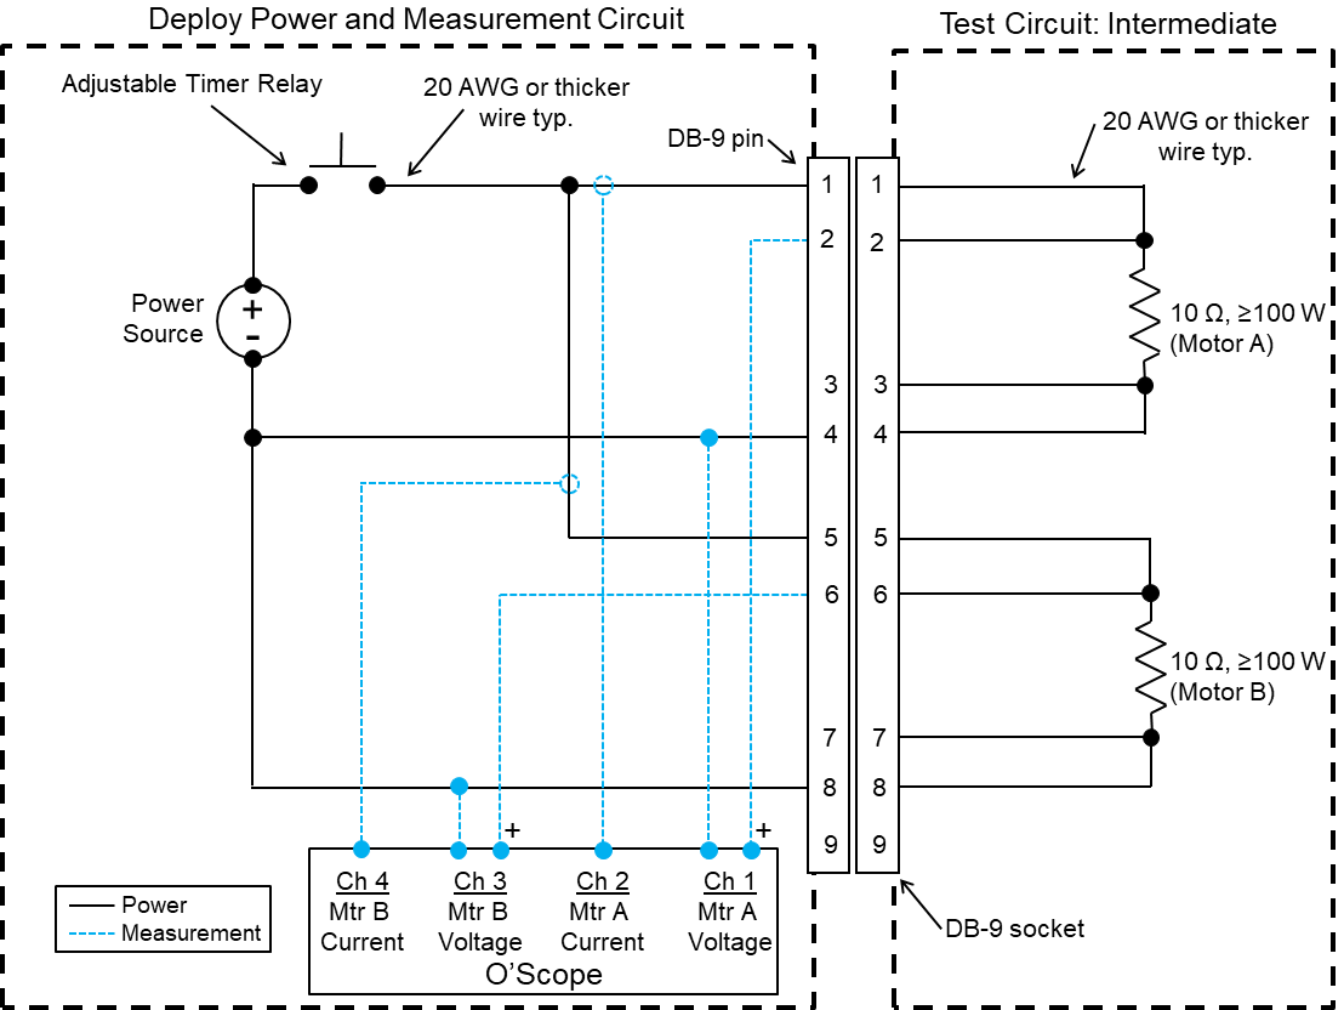 Deploy Power and Measurement Circuit
Test Circuit: Intermediate
Adjustable Timer Relay
20 AWG or thicker
wire typ.
DB-9 pin
20 AWG or thicker
wire typ.
1
1
2
2
Power
Source
+
-
10 Ω, ≥100 W
(Motor A)
3
3
4
4
5
5
6
6
10 Ω, ≥100 W
(Motor B)
7
7
8
8
9
9
+
+
Ch 4
Mtr B
Current
Ch 3
Mtr B
Voltage
Ch 2
Mtr A
Current
Ch 1
Mtr A
Voltage
O'Scope
Power
Measurement
DB-9 socket